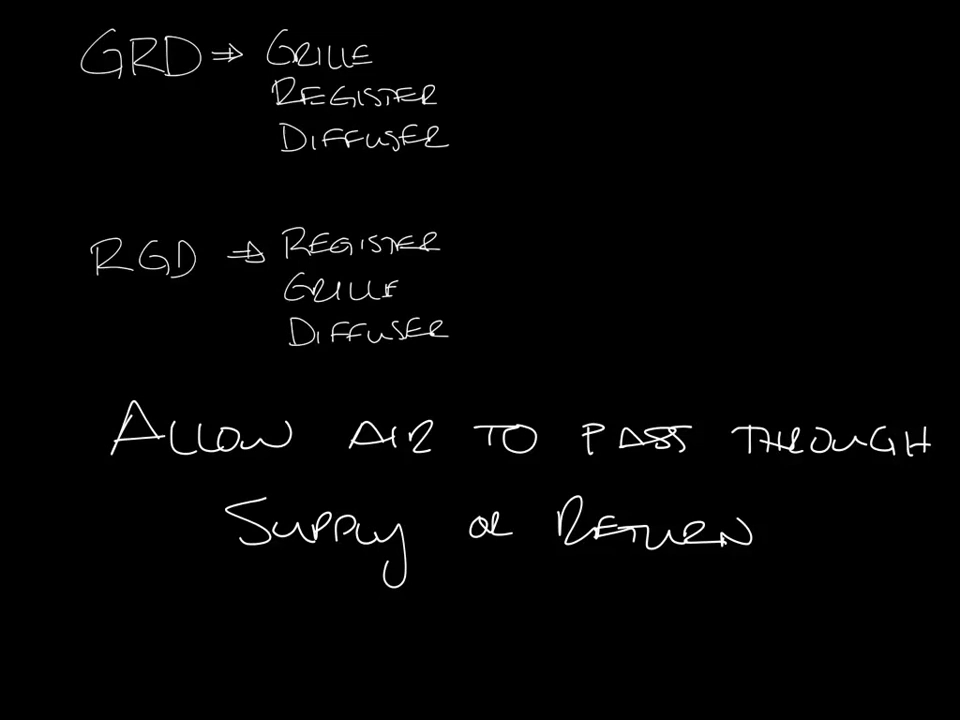 GRD ⇒ GRILLE
REGISTER
DIFFUSER
RGD ⇒ REGISTER
GRILLE
DIFFUSER
ALLOW AIR TO PASS THROUGH
SUPPLY OR RETURN